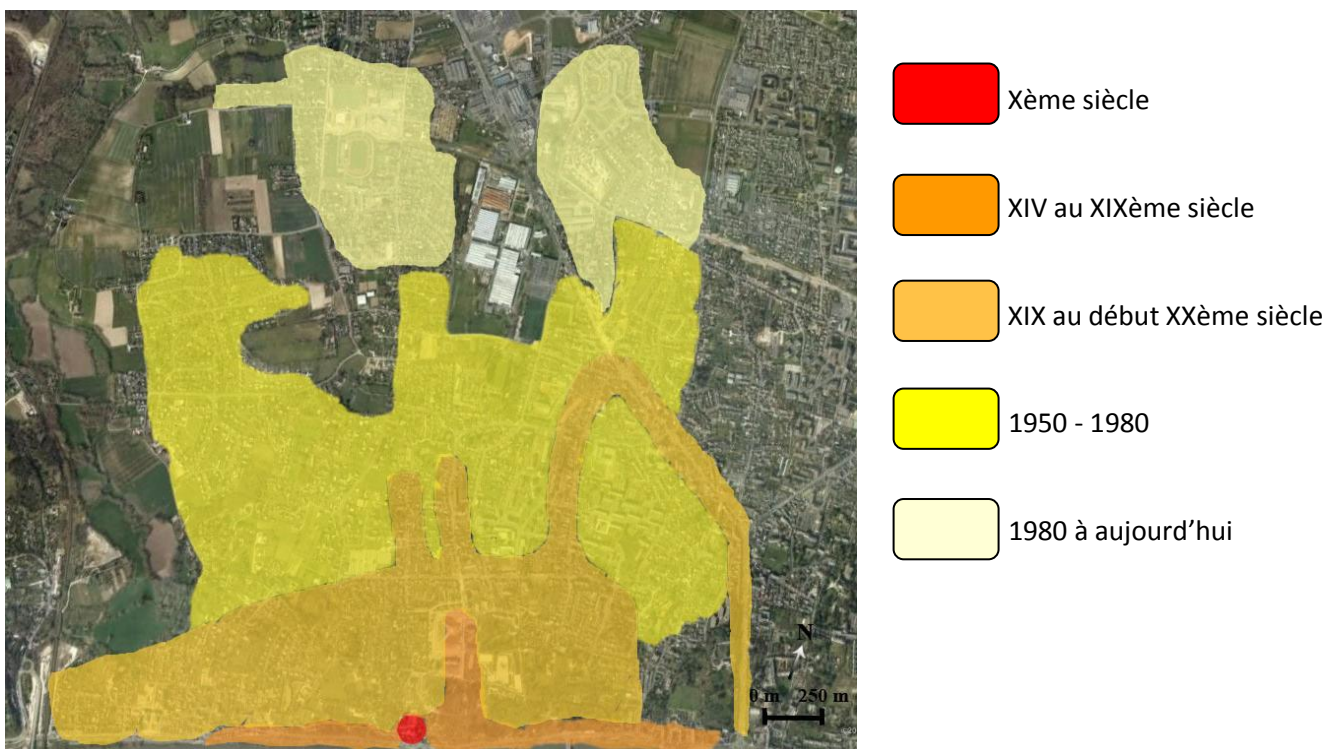 Xème siècle
XIV au XIXème siècle
XIX au début XXème siècle
1950 - 1980
1980 à aujourd’hui
N
0 m 250 m